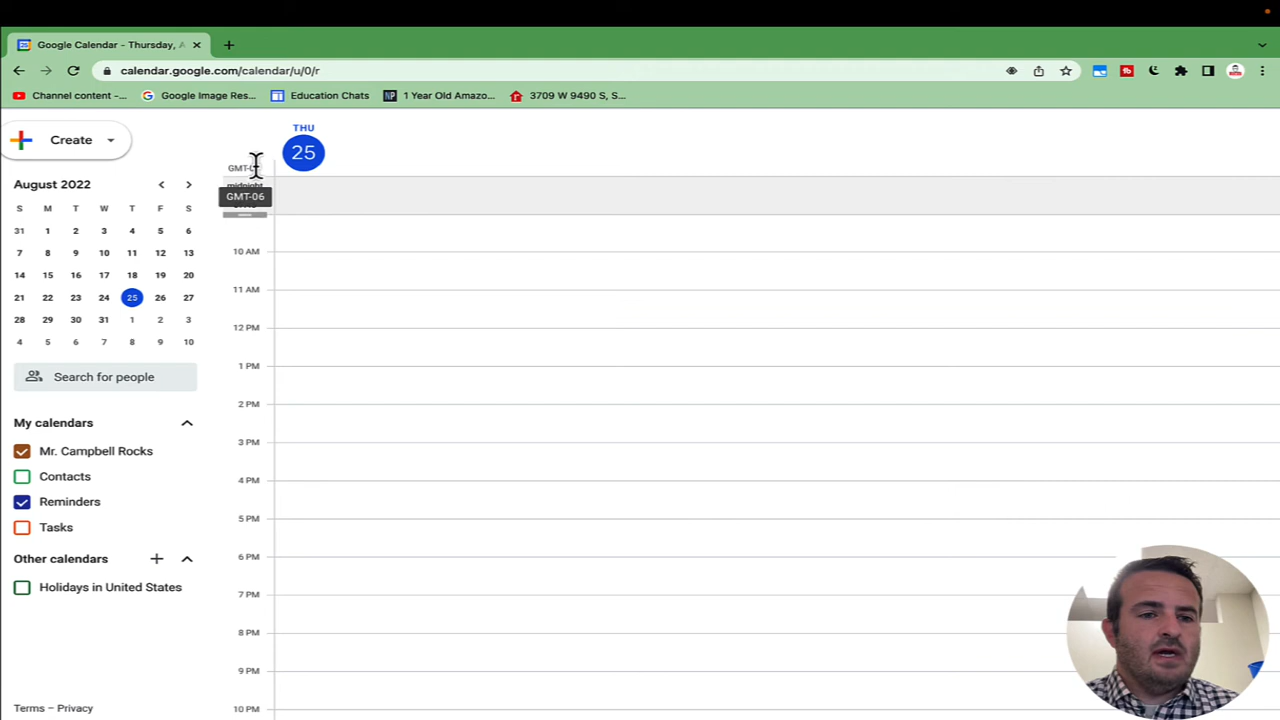 Google Calendar - Thursday, A
calendar.google.com/calendar/u/0/r
Channel content -...
Google Image Res...
Education Chats
NP
1 Year Old Amazo...
3709 W 9490 S, S...
Create
THU
25
August 2022
GMT-0
midnight
GMT-06
S M T W T F S
31 1 2 3 4 5 6
7 8 9 10 11 12 13
14 15 16 17 18 19 20
21 22 23 24 25 26 27
28 29 30 31 1 2 3
4 5 6 7 8 9 10
10 AM
11 AM
12 PM
1 PM
2 PM
3 PM
4 PM
5 PM
6 PM
7 PM
8 PM
9 PM
10 PM
Search for people
My calendars
Mr. Campbell Rocks
Contacts
Reminders
Tasks
Other calendars
Holidays in United States
Terms – Privacy